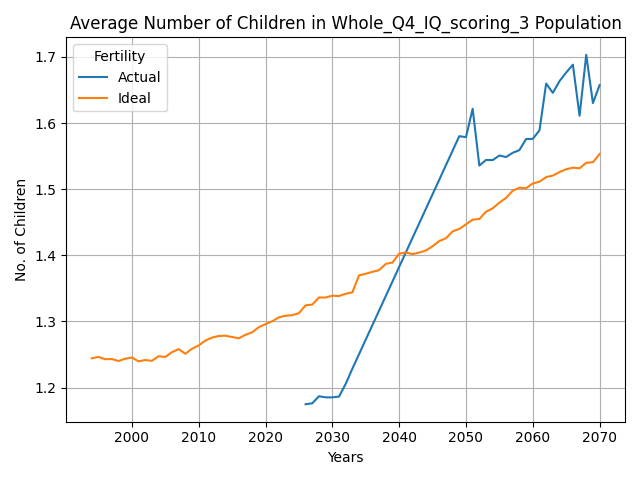 Average Number of Children in Whole_Q4_IQ_scoring_3 Population
Fertility
Actual
Ideal
No. of Children
1.7
1.6
1.5
1.4
1.3
1.2
2000 2010 2020 2030 2040 2050 2060 2070
Years